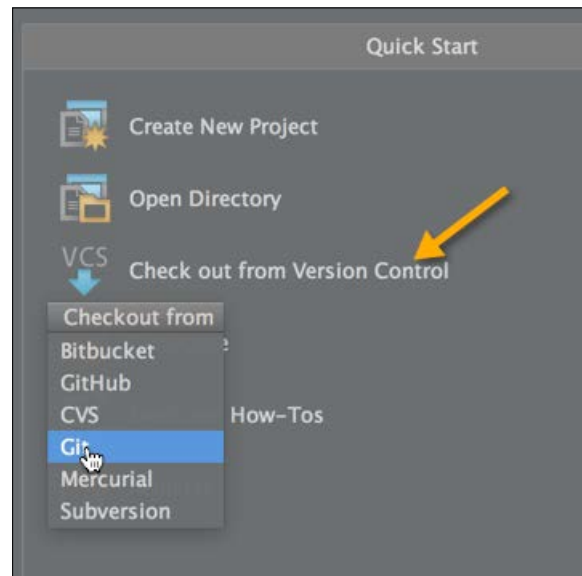 Quick Start
Create New Project
Open Directory
VCS
Check out from Version Control
Checkout from
Bitbucket
GitHub
CVS
How-Tos
Git
Mercurial
Subversion